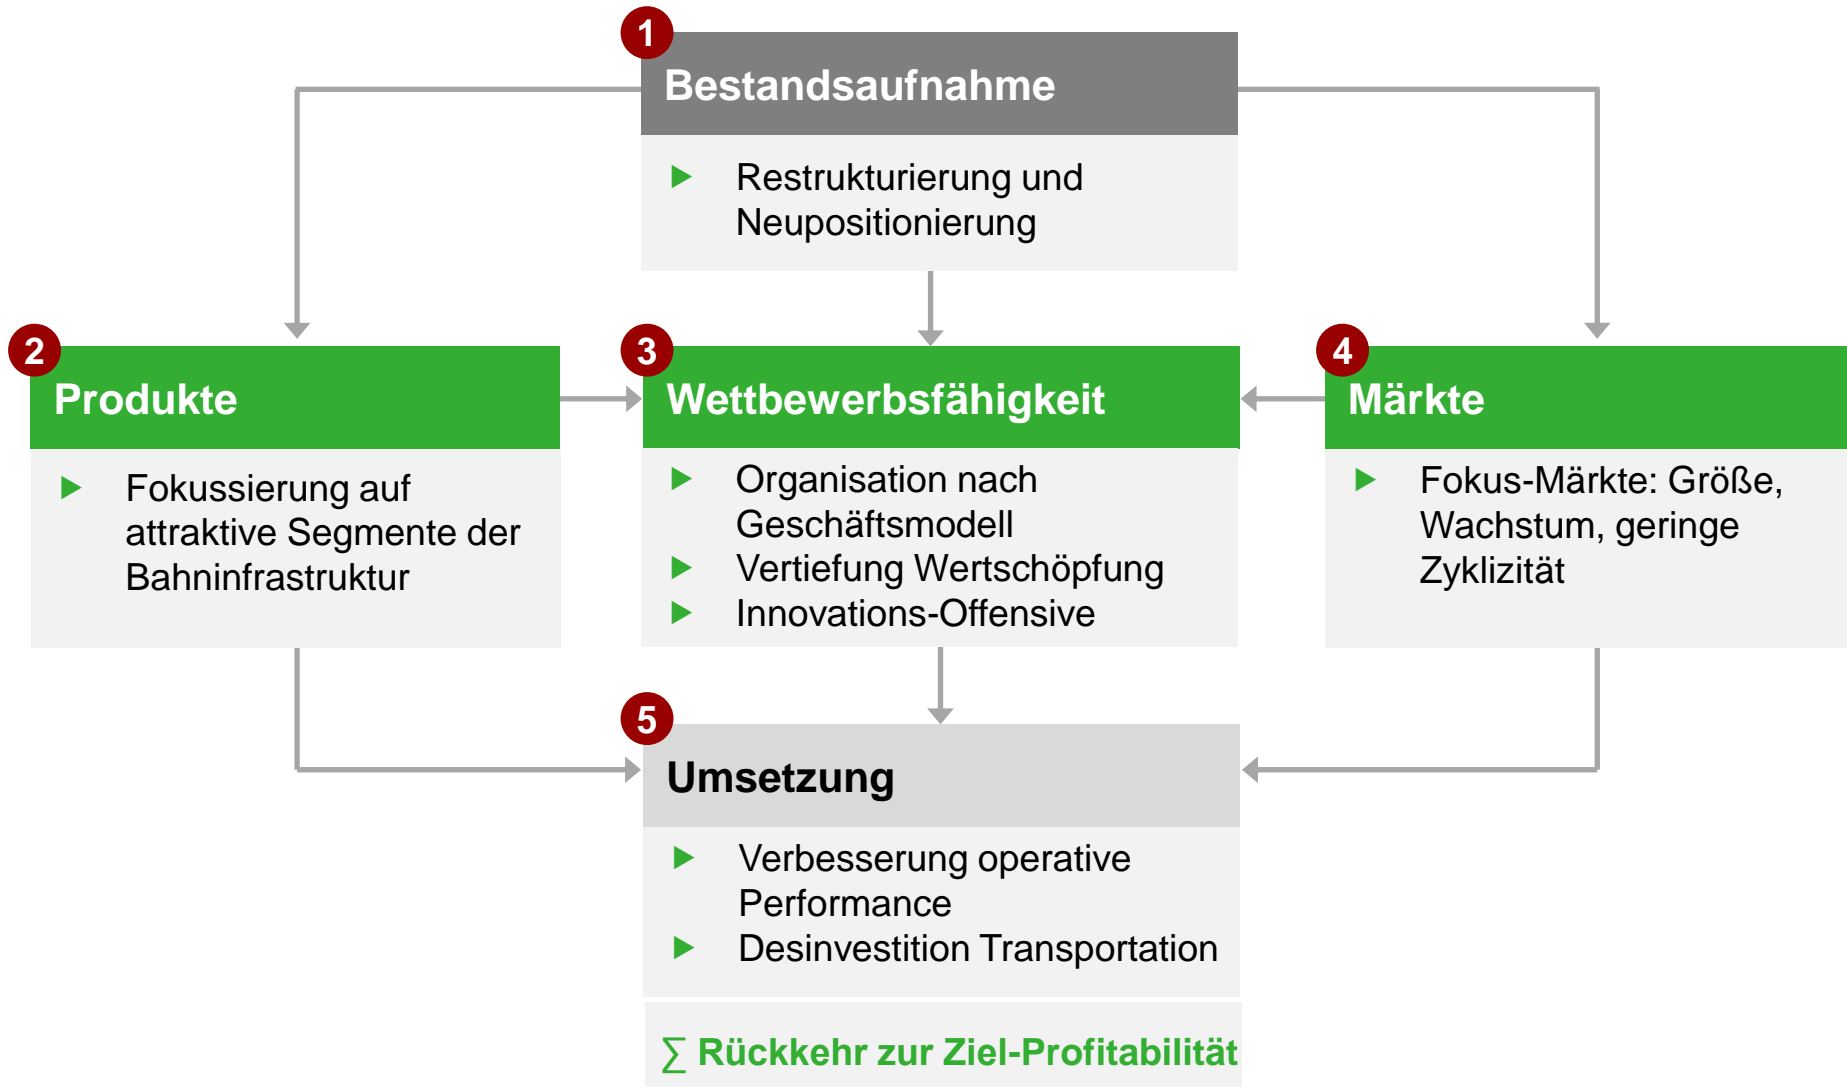 1
Bestandsaufnahme
▶ Restrukturierung und
Neupositionierung
2
Produkte
▶ Fokussierung auf
attraktive Segmente der
Bahninfrastruktur
3
Wettbewerbsfähigkeit
▶ Organisation nach
Geschäftsmodell
▶ Vertiefung Wertschöpfung
▶ Innovations-Offensive
4
Märkte
▶ Fokus-Märkte: Größe,
Wachstum, geringe
Zyklizität
5
Umsetzung
▶ Verbesserung operative
Performance
▶ Desinvestition Transportation
∑ Rückkehr zur Ziel-Profitabilität